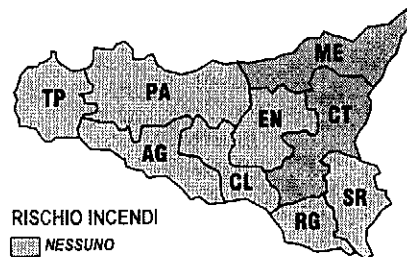 ME
TP PA
EN CT
AG
CL
SR
RG
RISCHIO INCENDI
NESSUNO